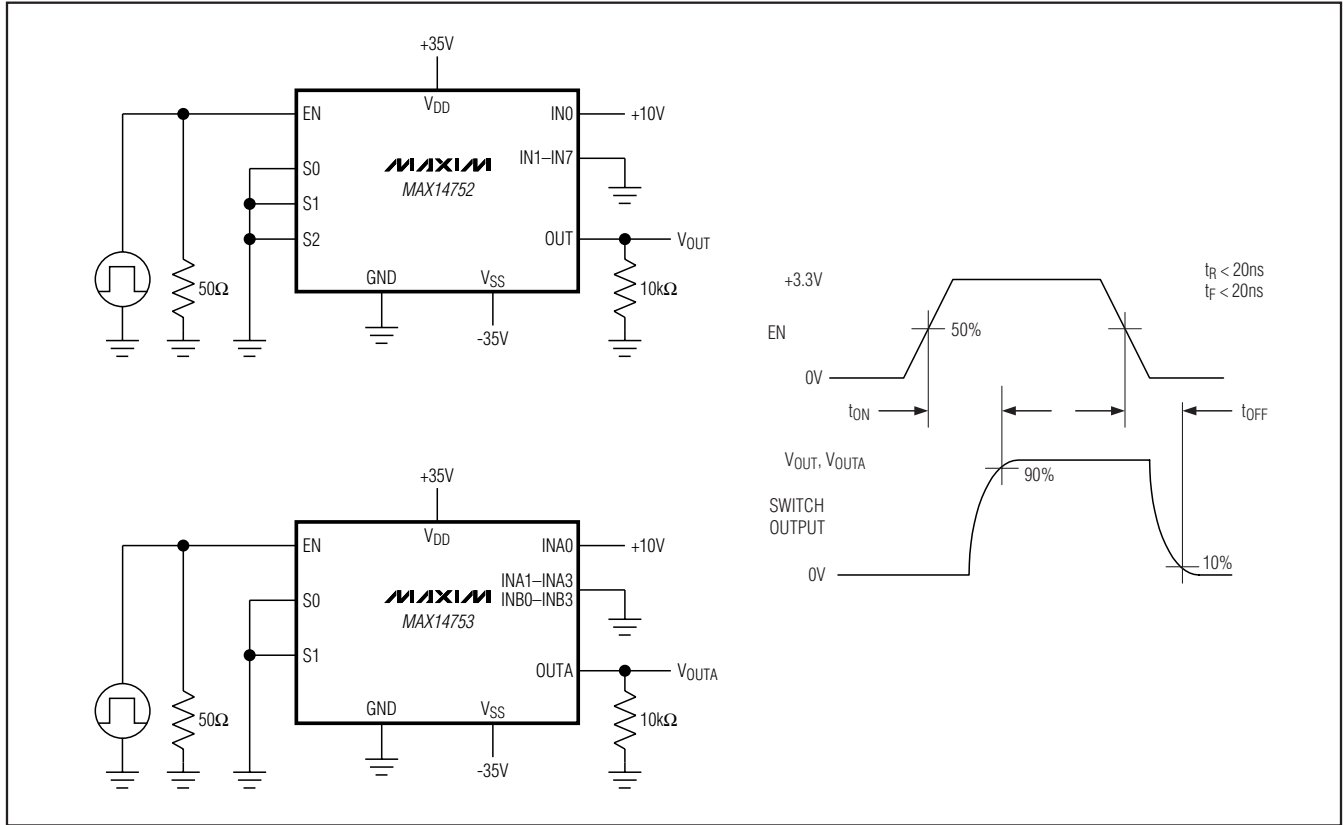 +35V
VDD
EN
IN0
+10V
S0
IN1–IN7
MAXIM
MAX14752
S1
S2
OUT
VOUT
50Ω
GND
VSS
10kΩ
-35V
+35V
VDD
EN
INA0
+10V
S0
INA1–INA3
INB0–INB3
MAXIM
MAX14753
S1
OUTA
VOUTA
50Ω
GND
VSS
10kΩ
-35V
+3.3V
tR < 20ns
tF < 20ns
EN
50%
0V
tON
tOFF
VOUT, VOUTA
90%
SWITCH
OUTPUT
10%
0V